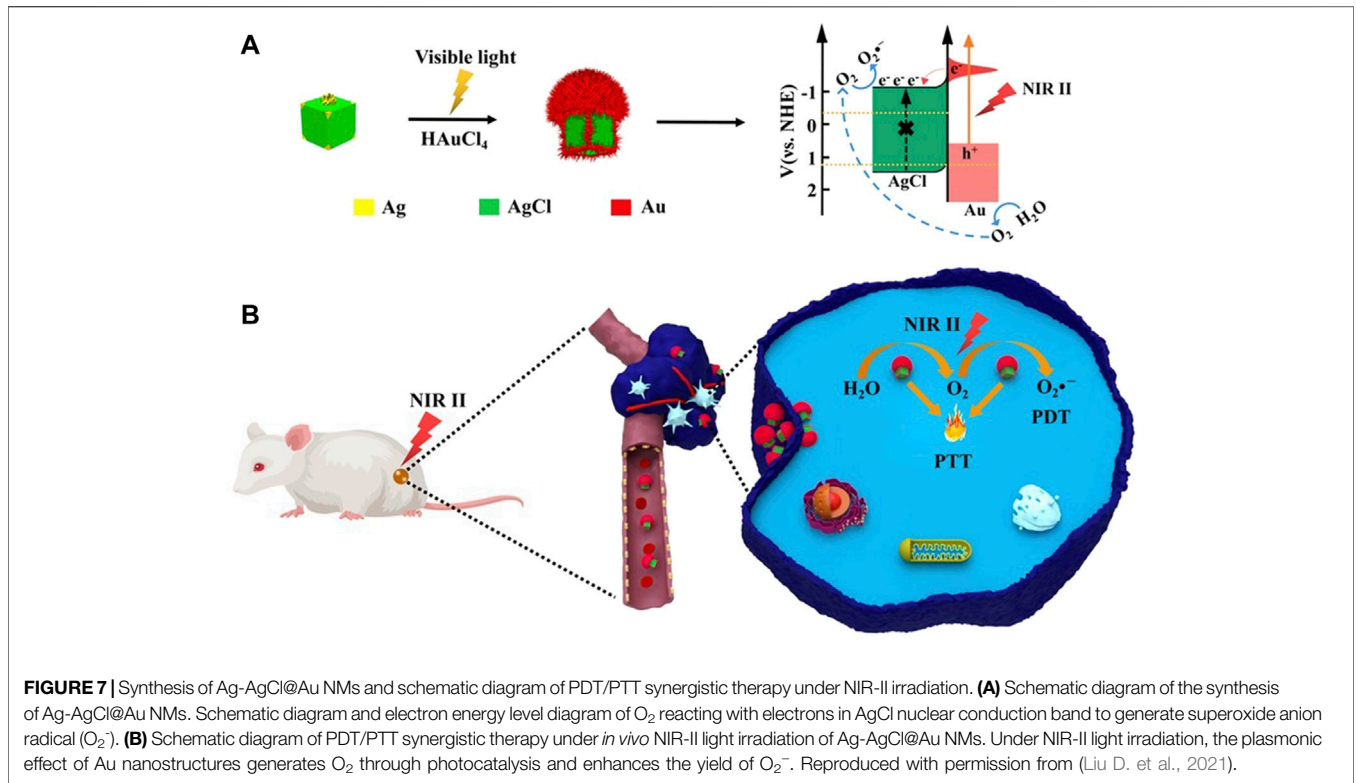 A
Visible light
HAuCl₄
Ag
AgCl
Au
V(vs. NHE)
-1
0
1
2
O₂
O₂•⁻
e⁻ e⁻ e⁻
e⁻
NIR II
h⁺
AgCl
Au
O₂
H₂O
B
NIR II
NIR II
H₂O
O₂
O₂•⁻
PDT
PTT
FIGURE 7 | Synthesis of Ag-AgCl@Au NMs and schematic diagram of PDT/PTT synergistic therapy under NIR-II irradiation. (A) Schematic diagram of the synthesis
of Ag-AgCl@Au NMs. Schematic diagram and electron energy level diagram of O₂ reacting with electrons in AgCl nuclear conduction band to generate superoxide anion
radical (O₂⁻). (B) Schematic diagram of PDT/PTT synergistic therapy under in vivo NIR-II light irradiation of Ag-AgCl@Au NMs. Under NIR-II light irradiation, the plasmonic
effect of Au nanostructures generates O₂ through photocatalysis and enhances the yield of O₂⁻. Reproduced with permission from (Liu D. et al., 2021).